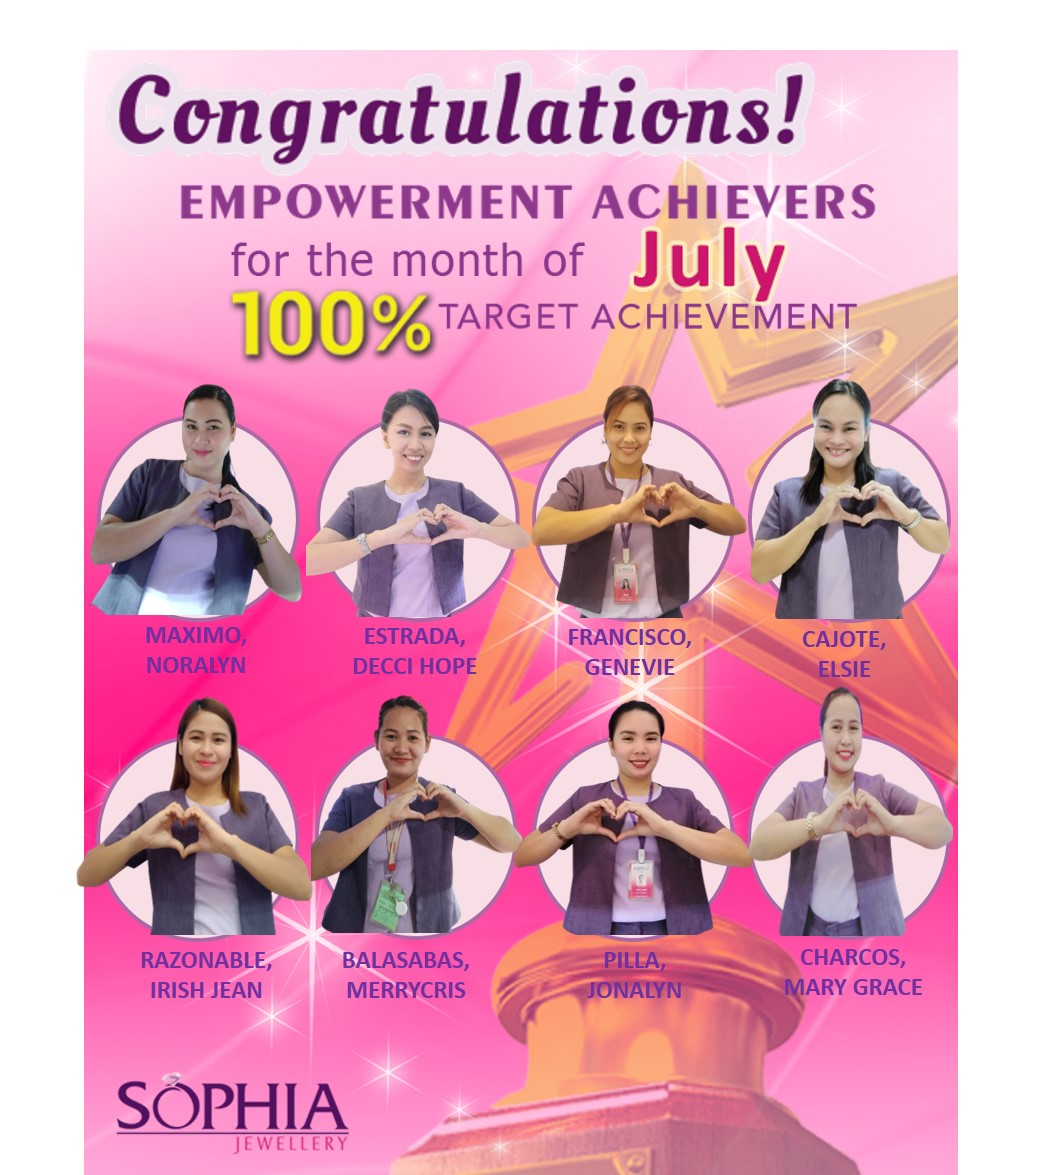 Congratulations!
EMPOWERMENT ACHIEVERS
for the month of July
100% TARGET ACHIEVEMENT
MAXIMO,
NORALYN
ESTRADA,
DECCI HOPE
FRANCISCO,
GENEVIE
CAJOTE,
ELSIE
RAZONABLE,
IRISH JEAN
BALASABAS,
MERRYCRIS
PILLA,
JONALYN
CHARCOS,
MARY GRACE
SOPHIA
JEWELLERY